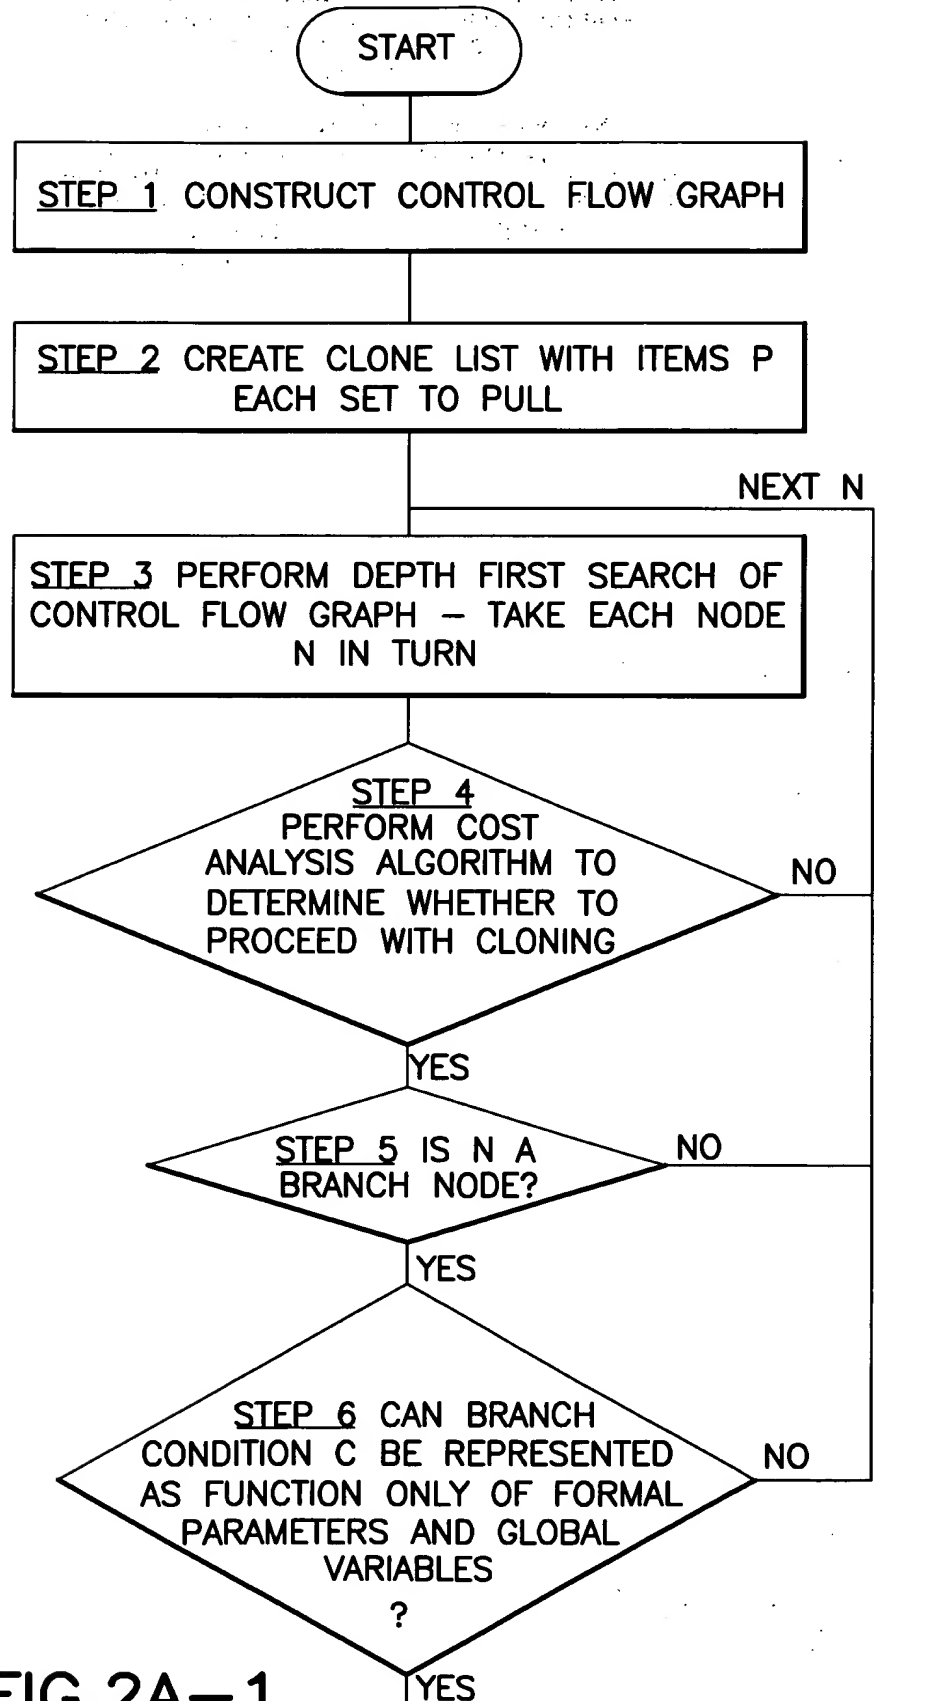 START
STEP 1 CONSTRUCT CONTROL FLOW GRAPH
STEP 2 CREATE CLONE LIST WITH ITEMS P
EACH SET TO PULL
NEXT N
STEP 3 PERFORM DEPTH FIRST SEARCH OF
CONTROL FLOW GRAPH – TAKE EACH NODE
N IN TURN
STEP 4
PERFORM COST
ANALYSIS ALGORITHM TO
DETERMINE WHETHER TO
PROCEED WITH CLONING
NO
YES
STEP 5 IS N A
BRANCH NODE?
NO
YES
STEP 6 CAN BRANCH
CONDITION C BE REPRESENTED
AS FUNCTION ONLY OF FORMAL
PARAMETERS AND GLOBAL
VARIABLES
?
NO
YES
FIG.2A–1